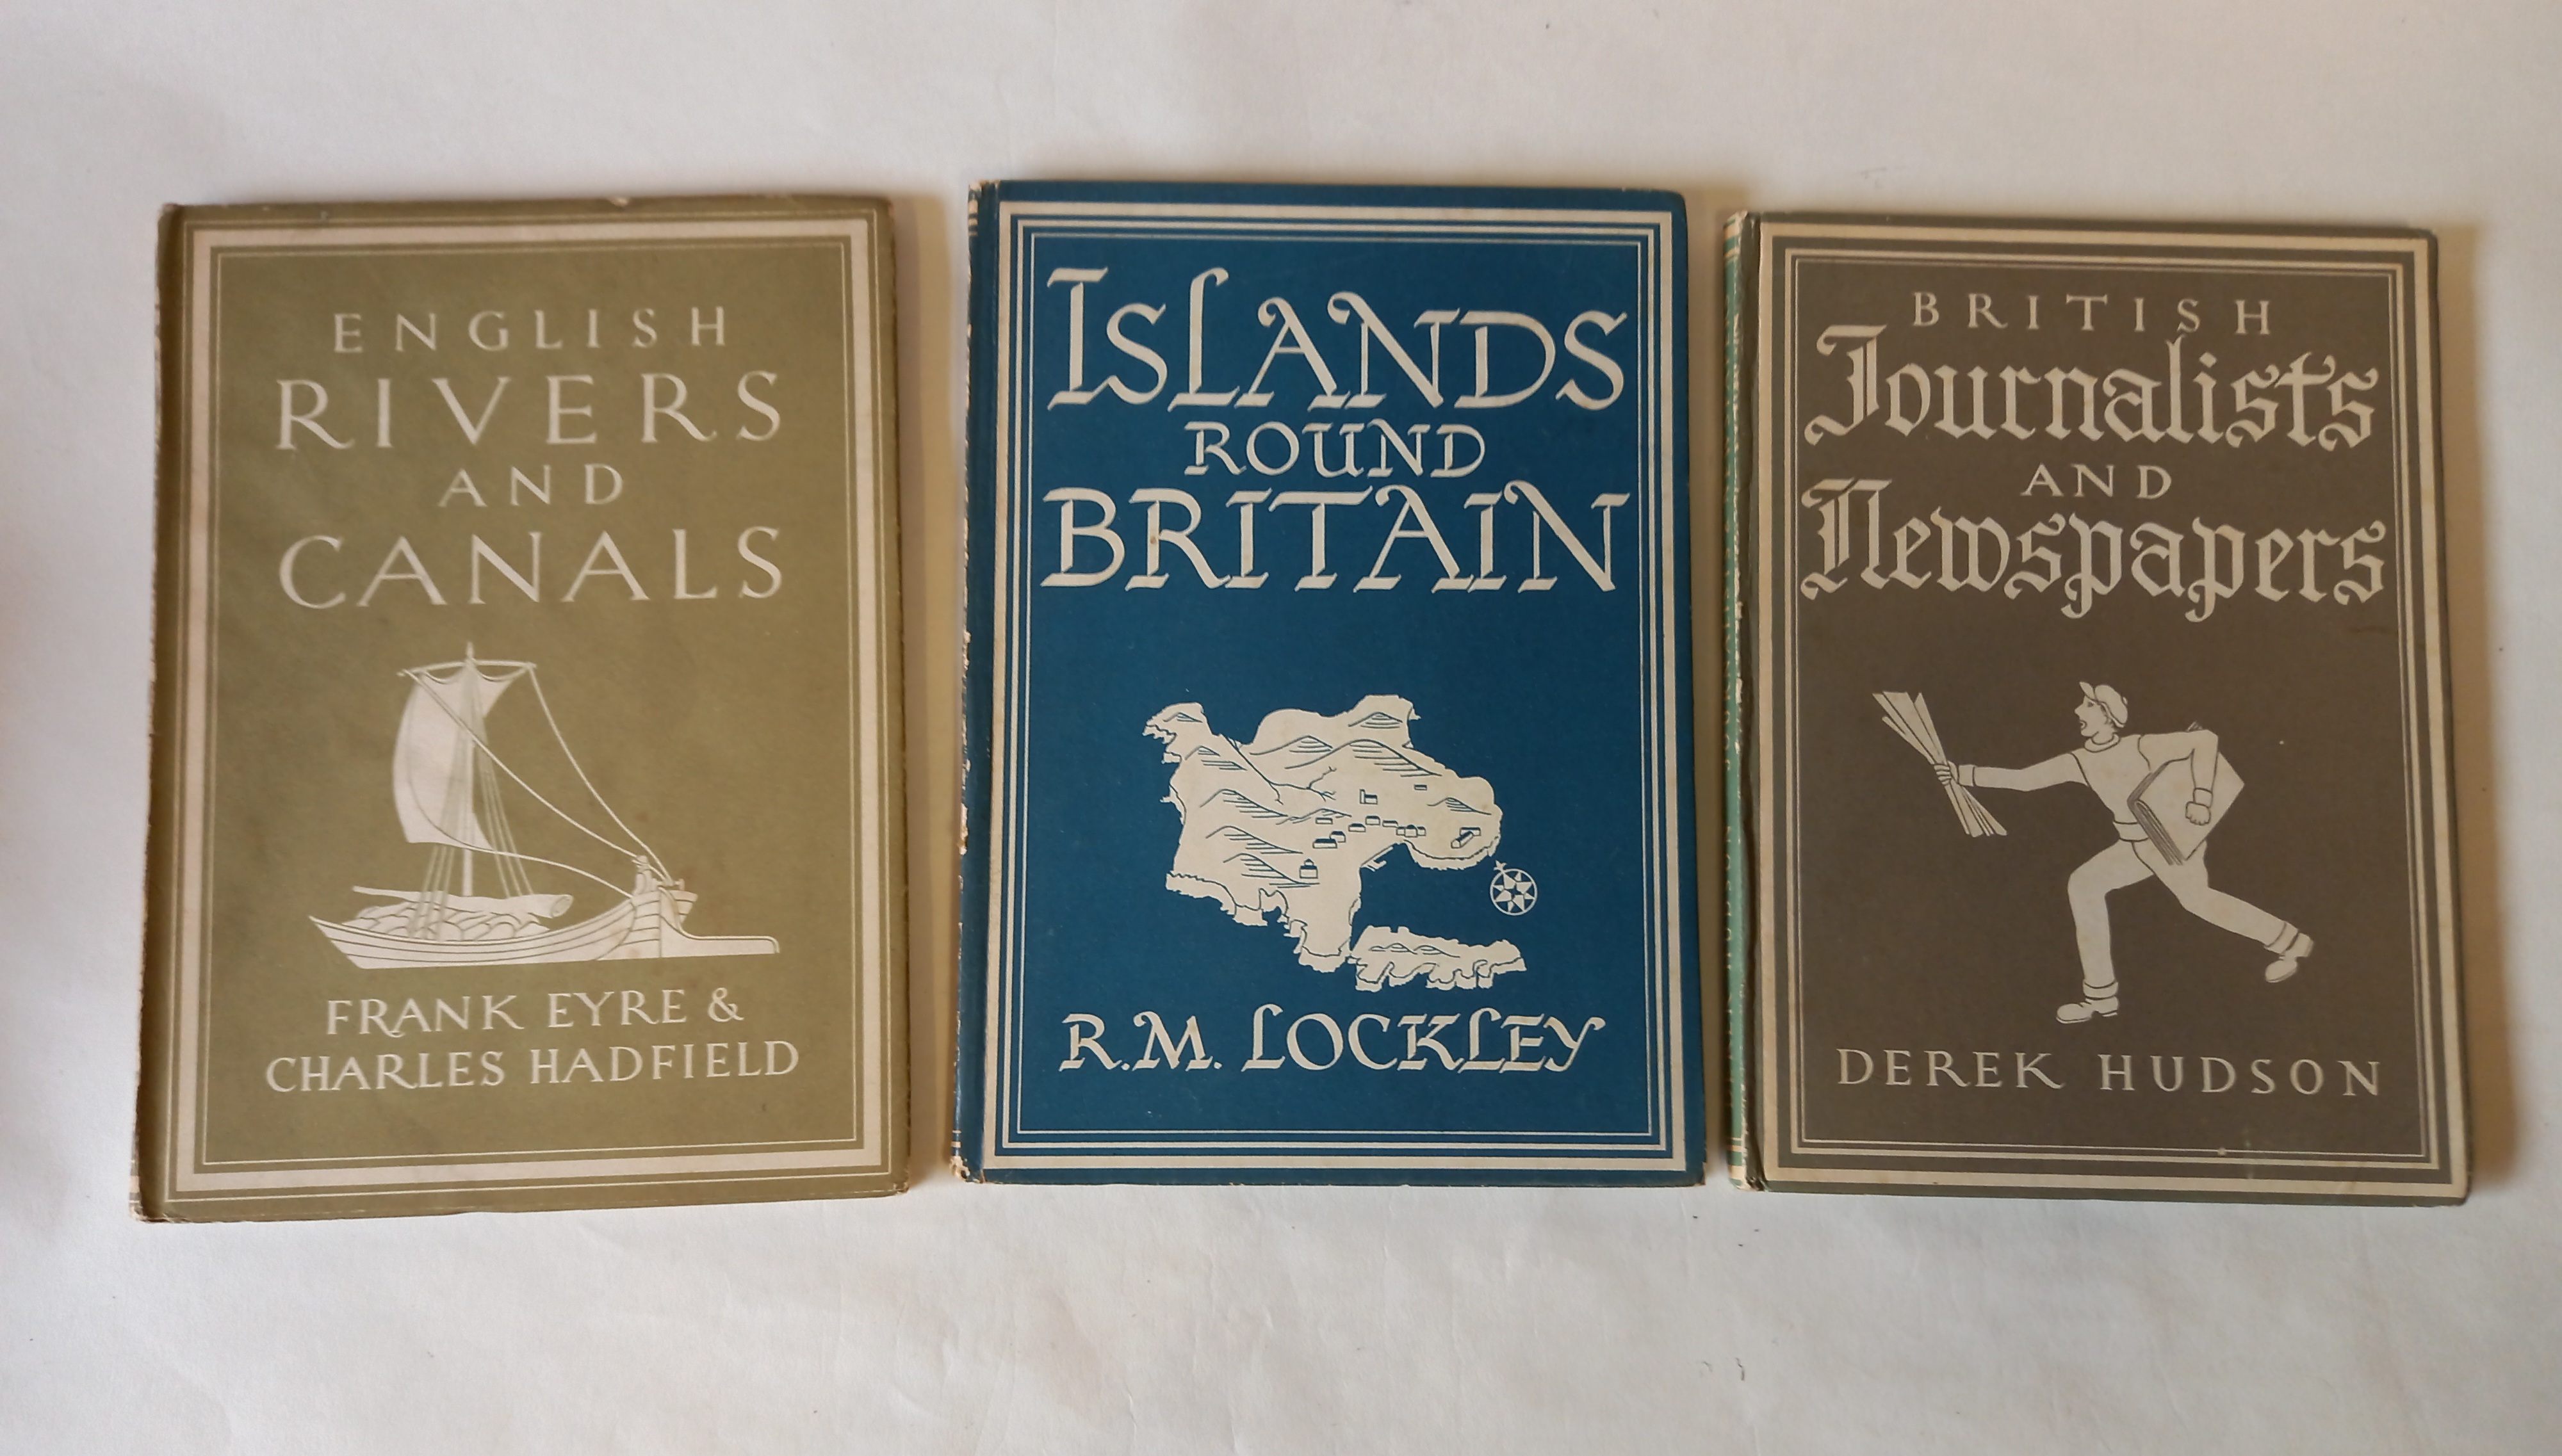 ENGLISH
RIVERS
AND
CANALS
FRANK EYRE &
CHARLES HADFIELD
ISLANDS
ROUND
BRITAIN
R.M. LOCKLEY
BRITISH
Journalists
AND
Newspapers
DEREK HUDSON